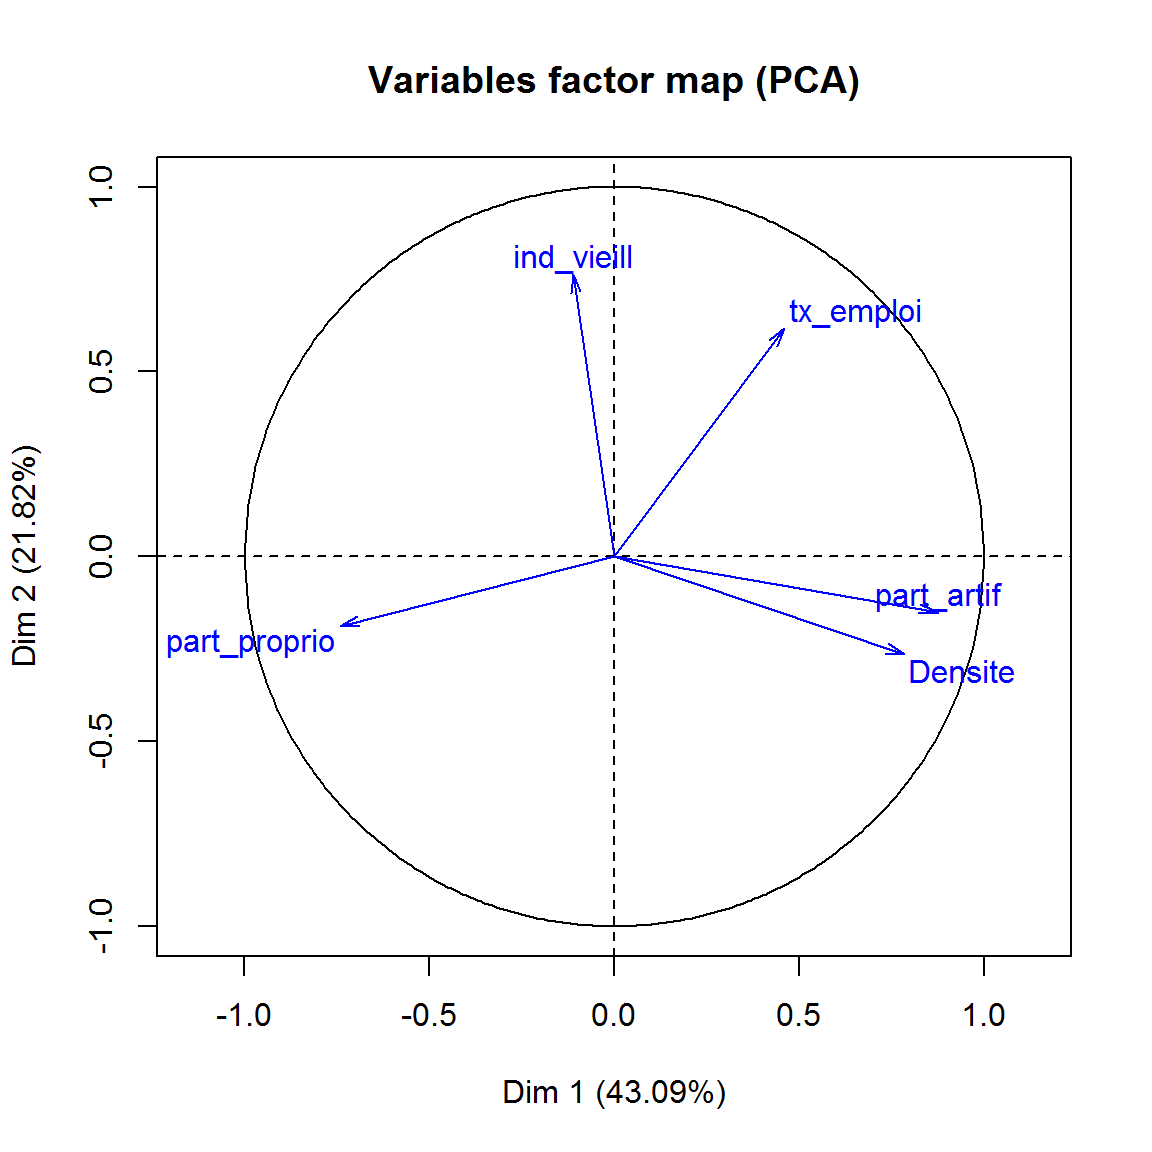 Variables factor map (PCA)
1.0
0.5
0.0
-0.5
-1.0
Dim 2 (21.82%)
ind_vieill
tx_emploi
part_artif
part_proprio
Densite
-1.0 -0.5 0.0 0.5 1.0
Dim 1 (43.09%)